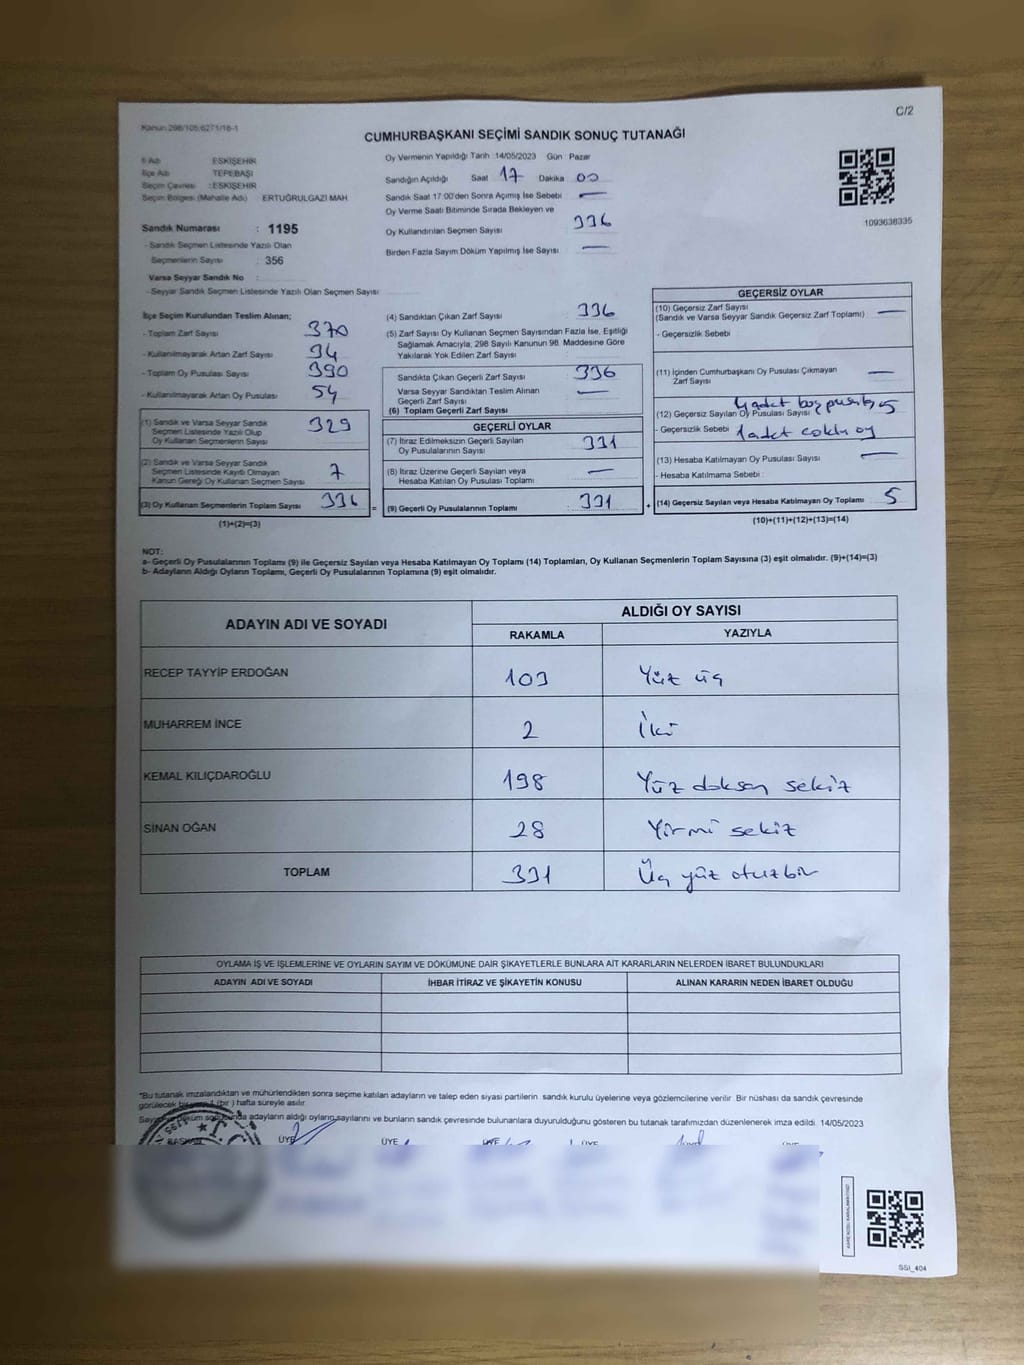 Kanun 298/105,6271/16-1
C/2
CUMHURBAŞKANI SEÇİMİ SANDIK SONUÇ TUTANAĞI
İl Adı : ESKİŞEHİR
İlçe Adı : TEPEBAŞI
Seçim Çevresi : ESKİŞEHİR
Seçim Bölgesi (Mahalle Adı) ERTUĞRULGAZİ MAH
Sandık Numarası : 1195
- Sandık Seçmen Listesinde Yazılı Olan
Seçmenlerin Sayısı : 356
Varsa Seyyar Sandık No :
- Seyyar Sandık Seçmen Listesinde Yazılı Olan Seçmen Sayısı
Oy Vermenin Yapıldığı Tarih 14/05/2023 Gün Pazar
Sandığın Açıldığı Saat 17 Dakika 00
Sandık Saat 17:00'den Sonra Açımış İse Sebebi : —
Oy Verme Saati Bitiminde Sırada Bekleyen ve
Oy Kullandırılan Seçmen Sayısı 336
Birden Fazla Sayım Döküm Yapılmış İse Sayısı : —
1093636335
İlçe Seçim Kurulundan Teslim Alınan;
- Toplam Zarf Sayısı : 370
- Kullanılmayarak Artan Zarf Sayısı : 34
- Toplam Oy Pusulası Sayısı : 390
- Kullanılmayarak Artan Oy Pusulası : 54
(1) Sandık ve Varsa Seyyar Sandık
Seçmen Listesinde Yazılı Olup
Oy Kullanan Seçmenlerin Sayısı : 329
(2) Sandık ve Varsa Seyyar Sandık
Seçmen Listesinde Kayıtlı Olmayan
Kanun Gereği Oy Kullanan Seçmen Sayısı : 7
(3) Oy Kullanan Seçmenlerin Toplam Sayısı : 336
(1)+(2)=(3)
(4) Sandıktan Çıkan Zarf Sayısı : 336
(5) Zarf Sayısı Oy Kullanan Seçmen Sayısından Fazla İse, Eşitliği
Sağlamak Amacıyla, 298 Sayılı Kanunun 98. Maddesine Göre
Yakılarak Yok Edilen Zarf Sayısı :
Sandıkta Çıkan Geçerli Zarf Sayısı : 336
Varsa Seyyar Sandıktan Teslim Alınan
Geçerli Zarf Sayısı : —
(6) Toplam Geçerli Zarf Sayısı
GEÇERLİ OYLAR
(7) İtiraz Edilmeksizin Geçerli Sayılan
Oy Pusulalarının Sayısı : 331
(8) İtiraz Üzerine Geçerli Sayılan veya
Hesaba Katılan Oy Pusulası Toplamı : —
(9) Geçerli Oy Pusulalarının Toplamı : 331
GEÇERSİZ OYLAR
(10) Geçersiz Zarf Sayısı
(Sandık ve Varsa Seyyar Sandık Geçersiz Zarf Toplamı) : —
- Geçersizlik Sebebi :
(11) İçinden Cumhurbaşkanı Oy Pusulası Çıkmayan
Zarf Sayısı : —
4 adet boş pusula 5
(12) Geçersiz Sayılan Oy Pusulası Sayısı
- Geçersizlik Sebebi 1 adet çoklu oy
(13) Hesaba Katılmayan Oy Pusulası Sayısı : —
- Hesaba Katılmama Sebebi :
(14) Geçersiz Sayılan veya Hesaba Katılmayan Oy Toplamı : 5
(10)+(11)+(12)+(13)=(14)
NOT:
a- Geçerli Oy Pusulalarının Toplamı (9) ile Geçersiz Sayılan veya Hesaba Katılmayan Oy Toplamı (14) Toplamları, Oy Kullanan Seçmenlerin Toplam Sayısına (3) eşit olmalıdır. (9)+(14)=(3)
b- Adayların Aldığı Oyların Toplamı, Geçerli Oy Pusulalarının Toplamına (9) eşit olmalıdır.
ADAYIN ADI VE SOYADI ALDIĞI OY SAYISI
RAKAMLA YAZIYLA
RECEP TAYYİP ERDOĞAN 103 Yüz üç
MUHARREM İNCE 2 İki
KEMAL KILIÇDAROĞLU 198 Yüz doksan sekiz
SİNAN OĞAN 28 Yirmi sekiz
TOPLAM 331 Üç yüz otuzbir
OYLAMA İŞ VE İŞLEMLERİNE VE OYLARIN SAYIM VE DÖKÜMÜNE DAİR ŞİKAYETLERLE BUNLARA AİT KARARLARIN NELERDEN İBARET BULUNDUKLARI
ADAYIN ADI VE SOYADI İHBAR İTİRAZ VE ŞİKAYETİN KONUSU ALINAN KARARIN NEDEN İBARET OLDUĞU
*Bu tutanak imzalandıktan ve mühürlendikten sonra seçime katılan adayların ve talep eden siyasi partilerin sandık kurulu üyelerine veya gözlemcilerine verilir. Bir nüshası da sandık çevresinde
görülecek bir yere 1 (bir ) hafta süreyle asılır.
Sayım döküm sonucunda adayların aldığı oyların sayılarını ve bunların sandık çevresinde bulunanlara duyurulduğunu gösteren bu tutanak tarafımızdan düzenlenerek imza edildi. 14/05/2023
BAŞKAN ÜYE ÜYE ÜYE ÜYE
T.C.
1195
SSI_404